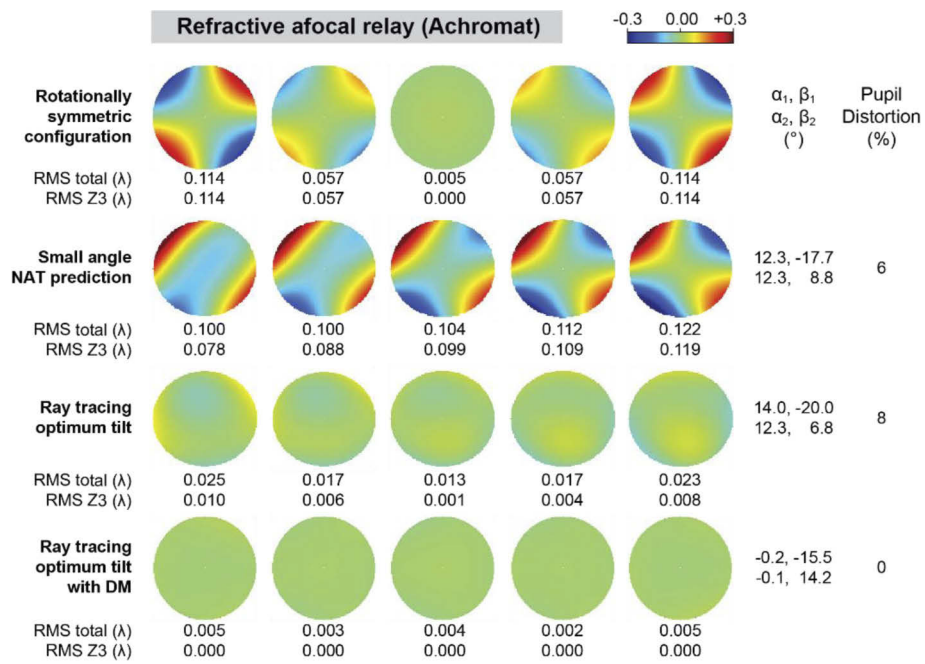 Refractive afocal relay (Achromat)
-0.3 0.00 +0.3
Rotationally
symmetric
configuration
α₁, β₁
α₂, β₂
(°)
Pupil
Distortion
(%)
RMS total (λ) 0.114 0.057 0.005 0.057 0.114
RMS Z3 (λ) 0.114 0.057 0.000 0.057 0.114
Small angle
NAT prediction
12.3, -17.7
12.3, 8.8
6
RMS total (λ) 0.100 0.100 0.104 0.112 0.122
RMS Z3 (λ) 0.078 0.088 0.099 0.109 0.119
Ray tracing
optimum tilt
14.0, -20.0
12.3, 6.8
8
RMS total (λ) 0.025 0.017 0.013 0.017 0.023
RMS Z3 (λ) 0.010 0.006 0.001 0.004 0.008
Ray tracing
optimum tilt
with DM
-0.2, -15.5
-0.1, 14.2
0
RMS total (λ) 0.005 0.003 0.004 0.002 0.005
RMS Z3 (λ) 0.000 0.000 0.000 0.000 0.000